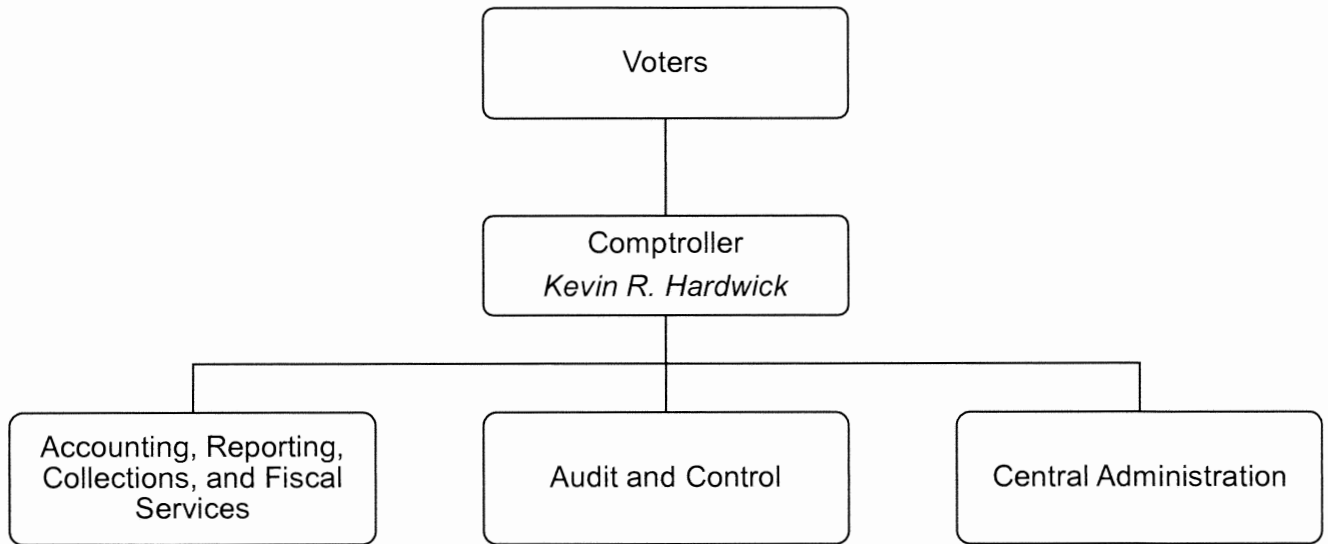 Voters
Comptroller
Kevin R. Hardwick
Accounting, Reporting,
Collections, and Fiscal
Services
Audit and Control
Central Administration